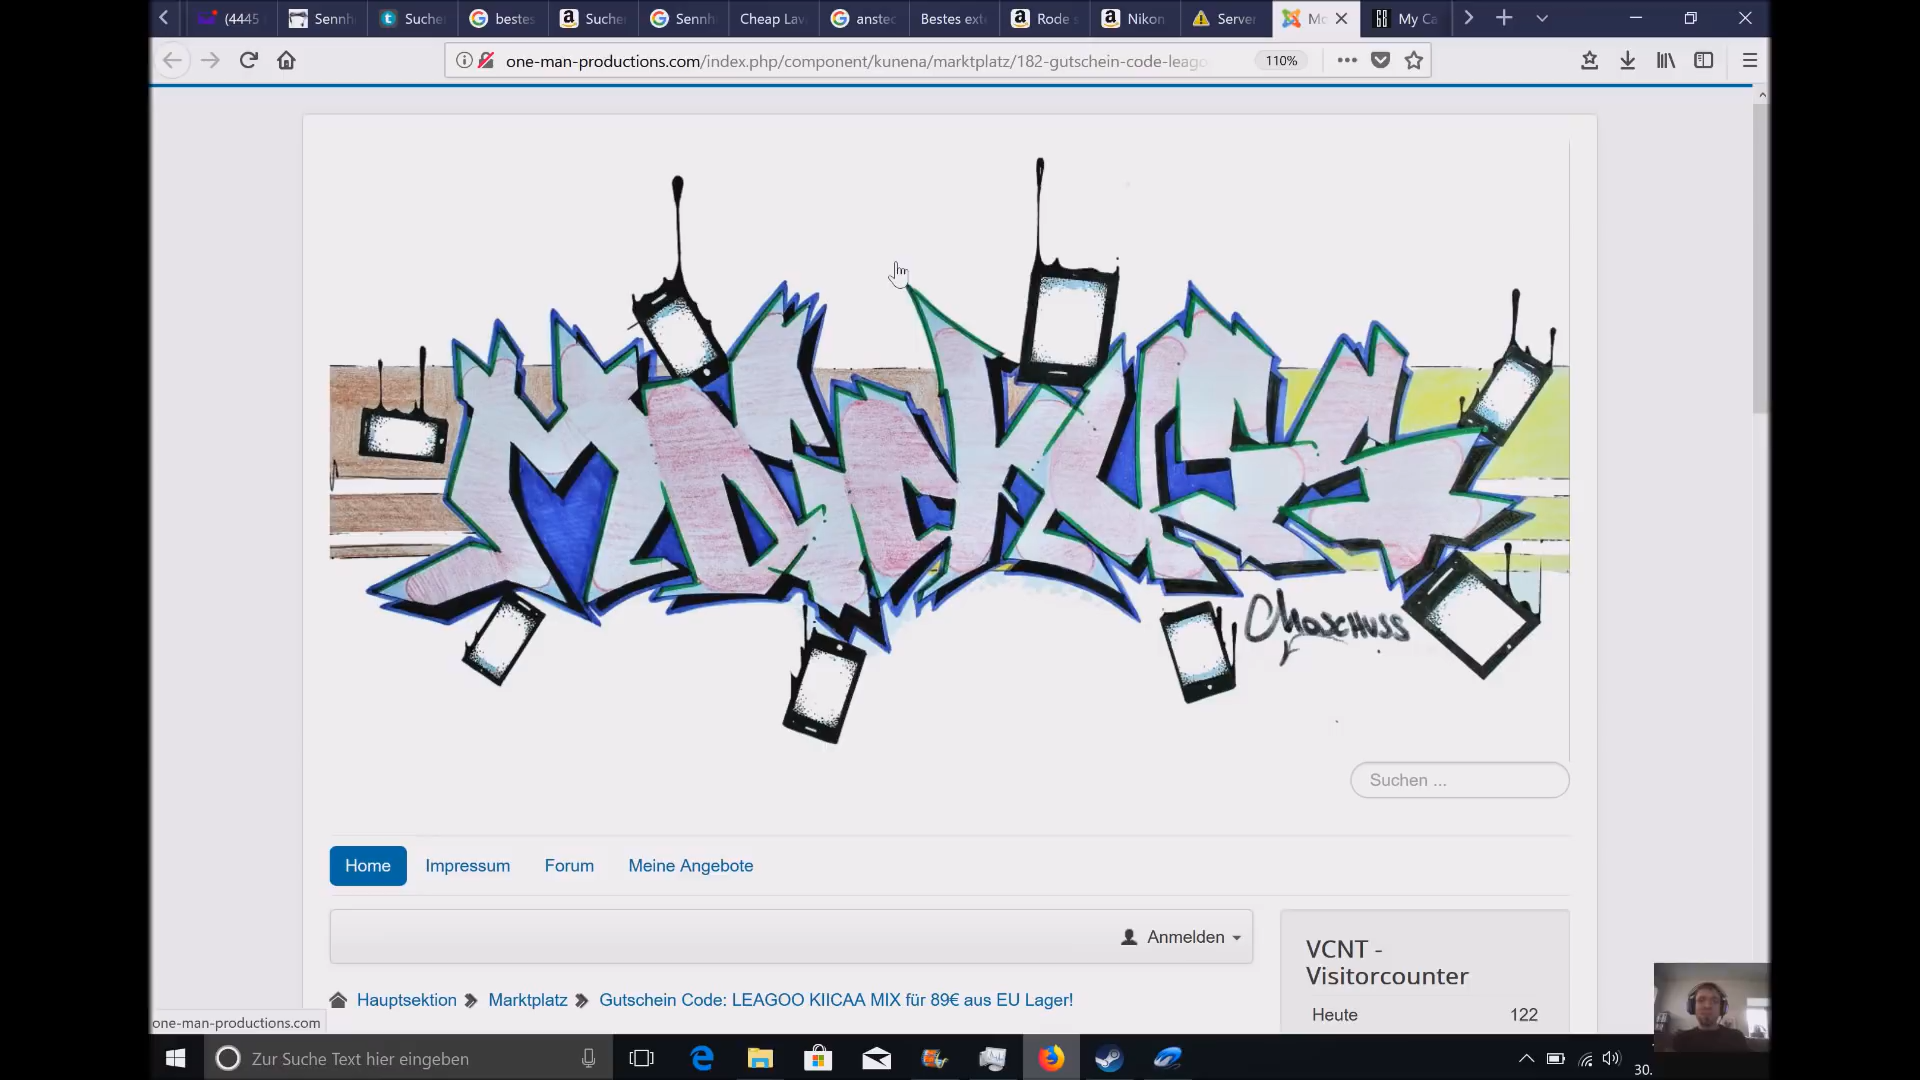 (4445
Sennh
Suche
bestes
Suche
Sennh
Cheap Lav
anstec
Bestes ext
Rode s
Nikon
Server
Mo
My Ca
one-man-productions.com/index.php/component/kunena/marktplatz/182-gutschein-code-leago
110%
Moschuss
Suchen ...
Home
Impressum
Forum
Meine Angebote
Anmelden
VCNT -
Visitorcounter
Hauptsektion
Marktplatz
Gutschein Code: LEAGOO KIICAA MIX für 89€ aus EU Lager!
Heute 122
one-man-productions.com
Zur Suche Text hier eingeben
30.